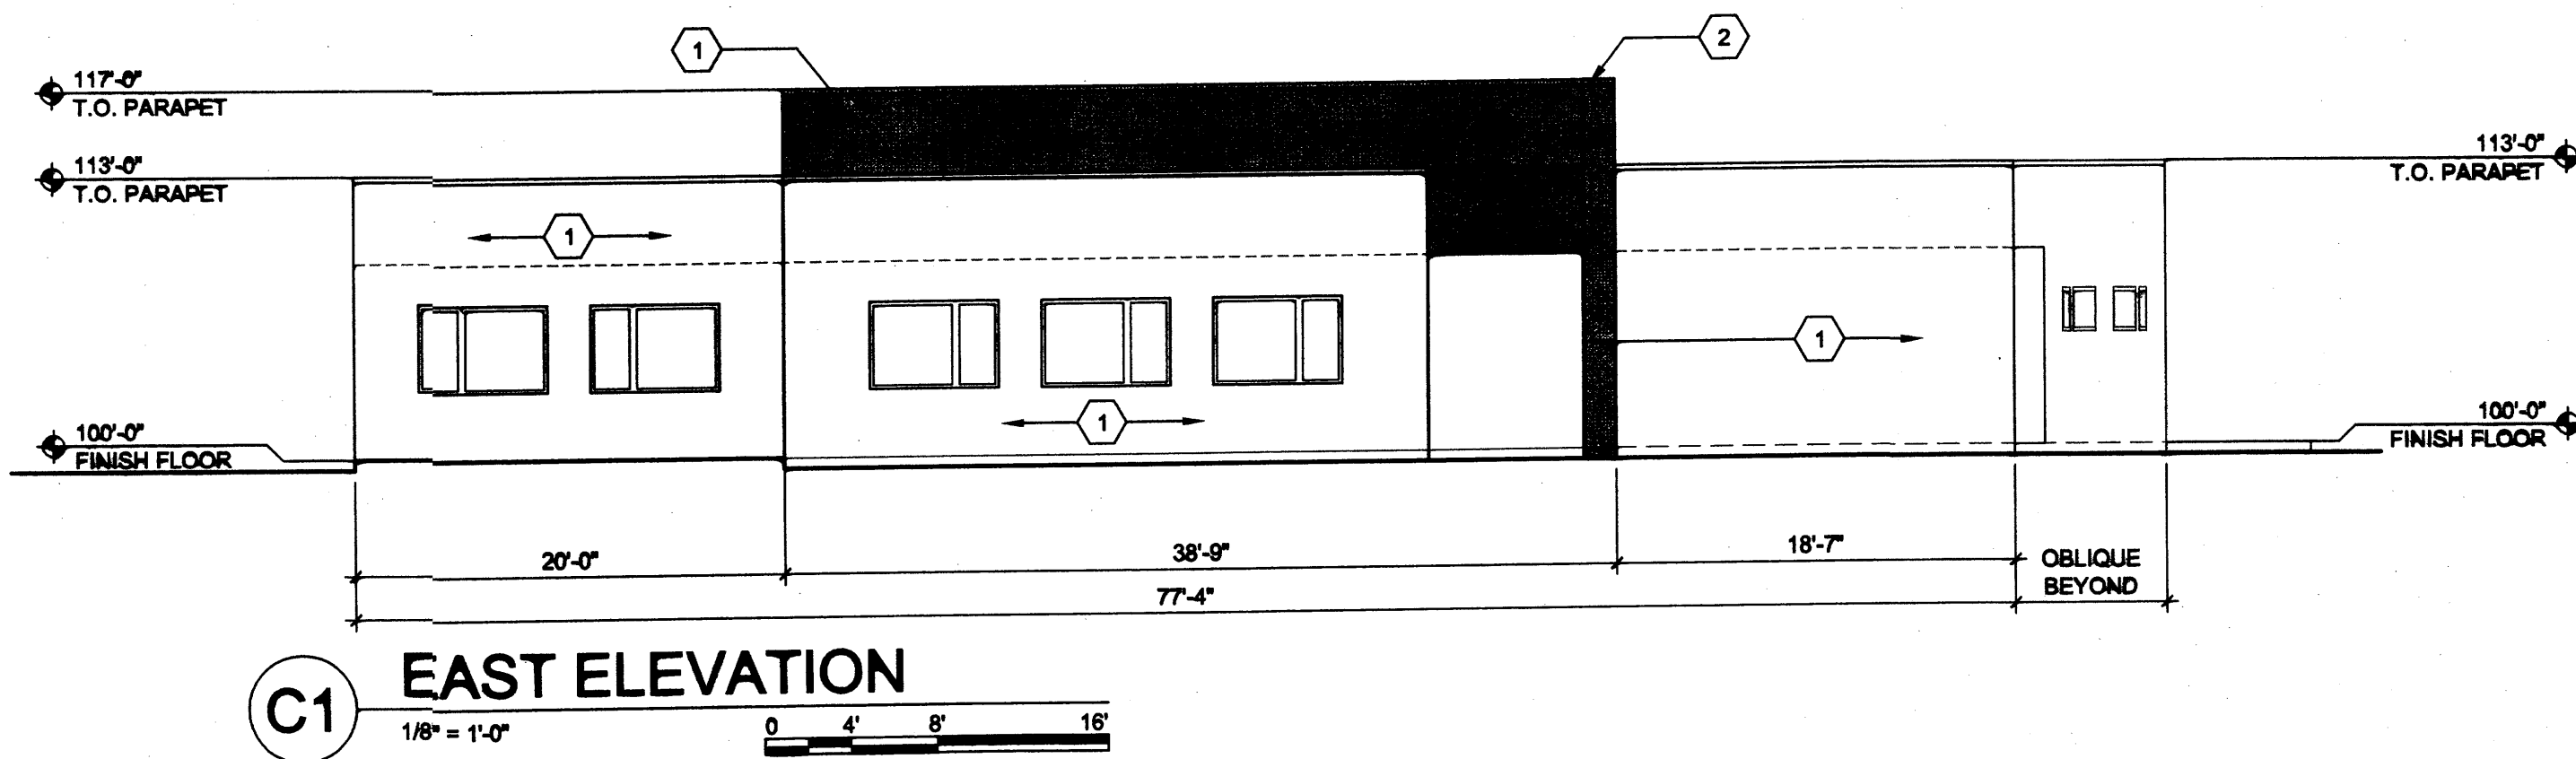 1
2
117'-0"
T.O. PARAPET
113'-0"
T.O. PARAPET
113'-0"
T.O. PARAPET
1
1
1
100'-0"
FINISH FLOOR
100'-0"
FINISH FLOOR
20'-0"
38'-9"
18'-7"
OBLIQUE
BEYOND
77'-4"
C1
EAST ELEVATION
1/8" = 1'-0"
0 4' 8' 16'